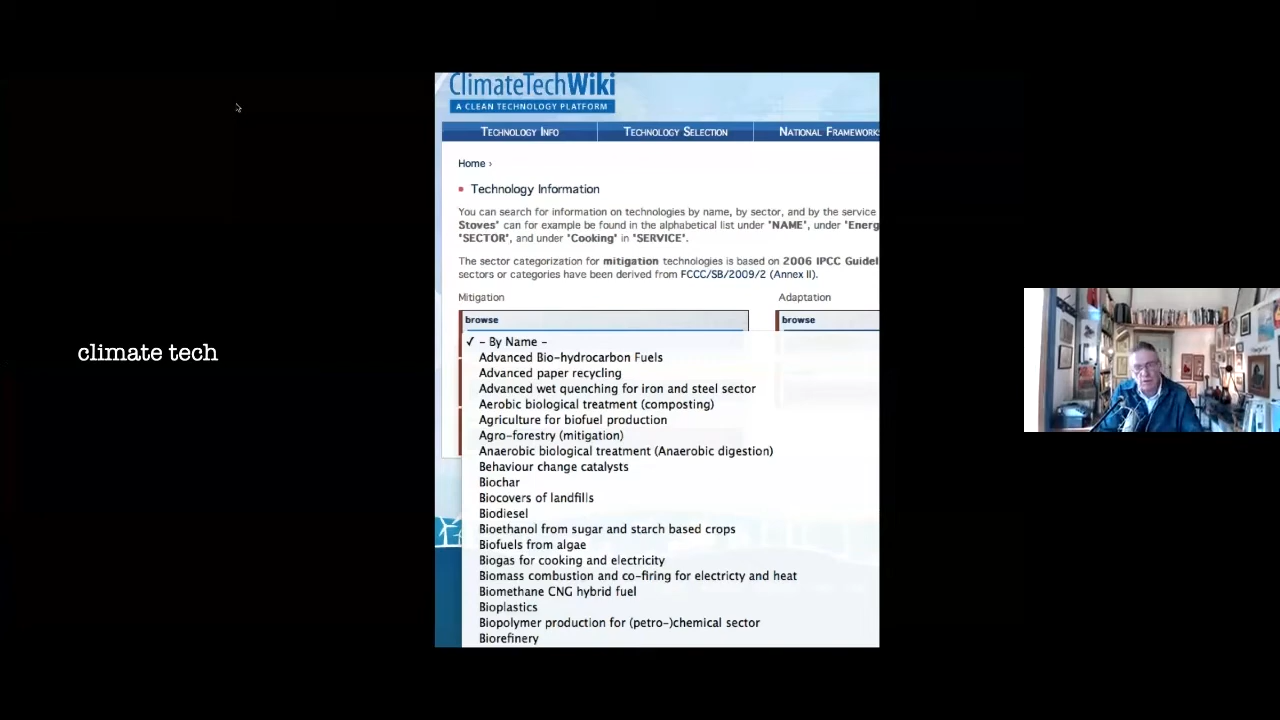 climate tech
ClimateTechWiki
A CLEAN TECHNOLOGY PLATFORM
TECHNOLOGY INFO
TECHNOLOGY SELECTION
NATIONAL FRAMEWORKS
Home ›
• Technology Information
You can search for information on technologies by name, by sector, and by the service
Stoves" can for example be found in the alphabetical list under "NAME", under "Energ
"SECTOR", and under "Cooking" in "SERVICE".
The sector categorization for mitigation technologies is based on 2006 IPCC Guidel
sectors or categories have been derived from FCCC/SB/2009/2 (Annex II).
Mitigation
Adaptation
browse
browse
✓ - By Name -
Advanced Bio-hydrocarbon Fuels
Advanced paper recycling
Advanced wet quenching for iron and steel sector
Aerobic biological treatment (composting)
Agriculture for biofuel production
Agro-forestry (mitigation)
Anaerobic biological treatment (Anaerobic digestion)
Behaviour change catalysts
Biochar
Biocovers of landfills
Biodiesel
Bioethanol from sugar and starch based crops
Biofuels from algae
Biogas for cooking and electricity
Biomass combustion and co-firing for electricty and heat
Biomethane CNG hybrid fuel
Bioplastics
Biopolymer production for (petro-)chemical sector
Biorefinery